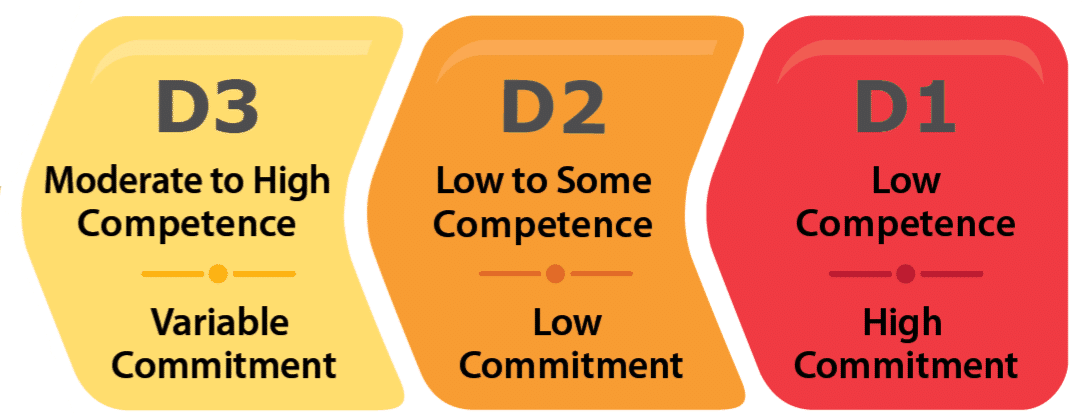 D3
Moderate to High
Competence
Variable
Commitment
D2
Low to Some
Competence
Low
Commitment
D1
Low
Competence
High
Commitment